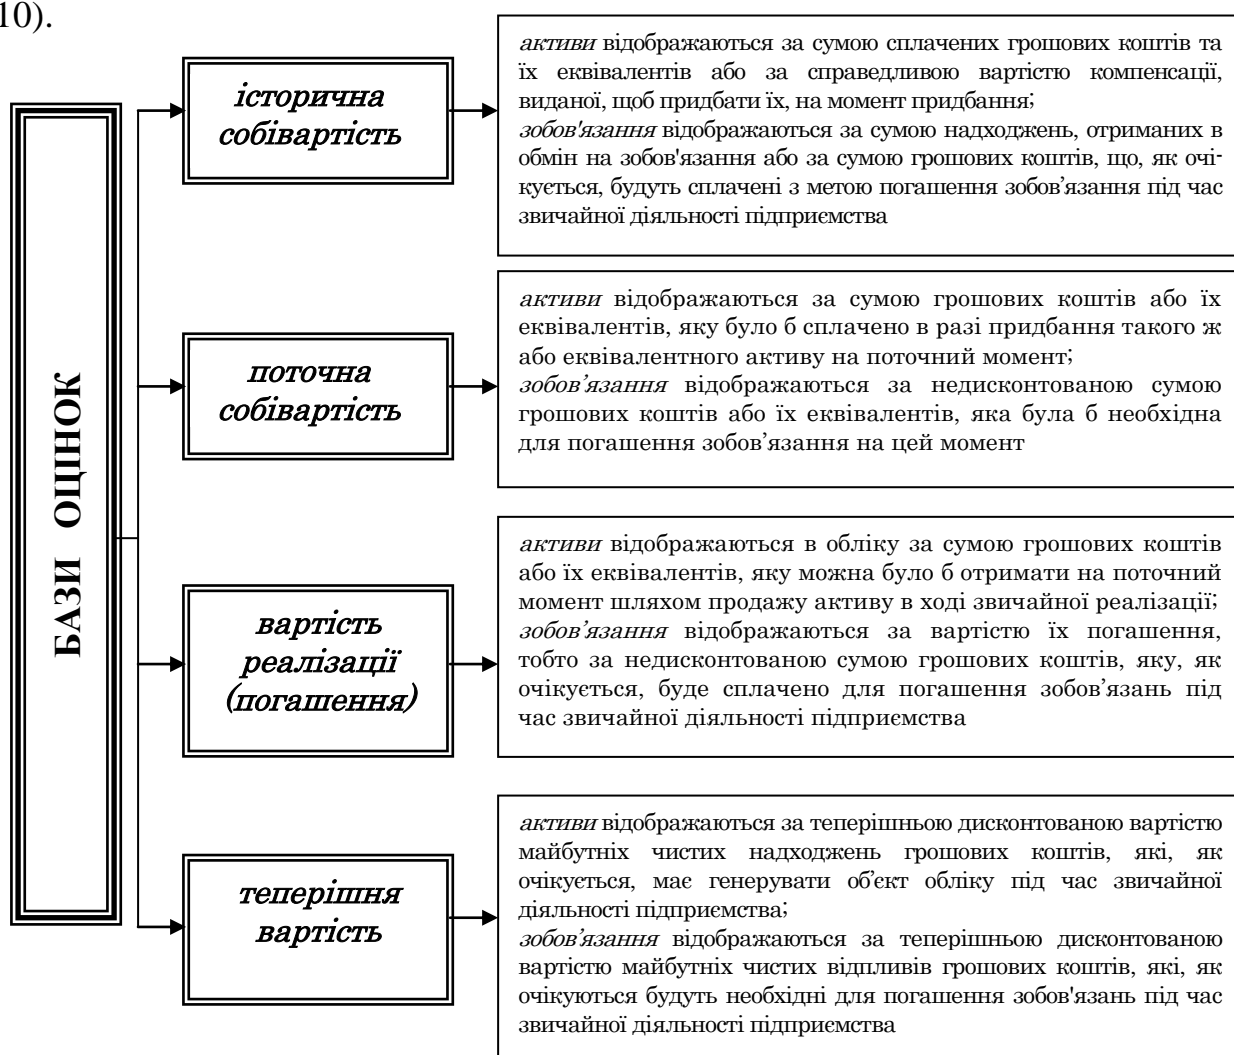 10).
БАЗИ ОЦІНОК
історична
собівартість
активи відображаються за сумою сплачених грошових коштів та
їх еквівалентів або за справедливою вартістю компенсації,
виданої, щоб придбати їх, на момент придбання;
зобов'язання відображаються за сумою надходжень, отриманих в
обмін на зобов'язання або за сумою грошових коштів, що, як очі-
кується, будуть сплачені з метою погашення зобов’язання під час
звичайної діяльності підприємства
поточна
собівартість
активи відображаються за сумою грошових коштів або їх
еквівалентів, яку було б сплачено в разі придбання такого ж
або еквівалентного активу на поточний момент;
зобов’язання відображаються за недисконтованою сумою
грошових коштів або їх еквівалентів, яка була б необхідна
для погашення зобов’язання на цей момент
вартість
реалізації
(погашення)
активи відображаються в обліку за сумою грошових коштів
або їх еквівалентів, яку можна було б отримати на поточний
момент шляхом продажу активу в ході звичайної реалізації;
зобов’язання відображаються за вартістю їх погашення,
тобто за недисконтованою сумою грошових коштів, яку, як
очікується, буде сплачено для погашення зобов’язань під
час звичайної діяльності підприємства
теперішня
вартість
активи відображаються за теперішньою дисконтованою вартістю
майбутніх чистих надходжень грошових коштів, які, як
очікується, має генерувати об’єкт обліку під час звичайної
діяльності підприємства;
зобов’язання відображаються за теперішньою дисконтованою
вартістю майбутніх чистих відпливів грошових коштів, які, як
очікуються будуть необхідні для погашення зобов'язань під час
звичайної діяльності підприємства